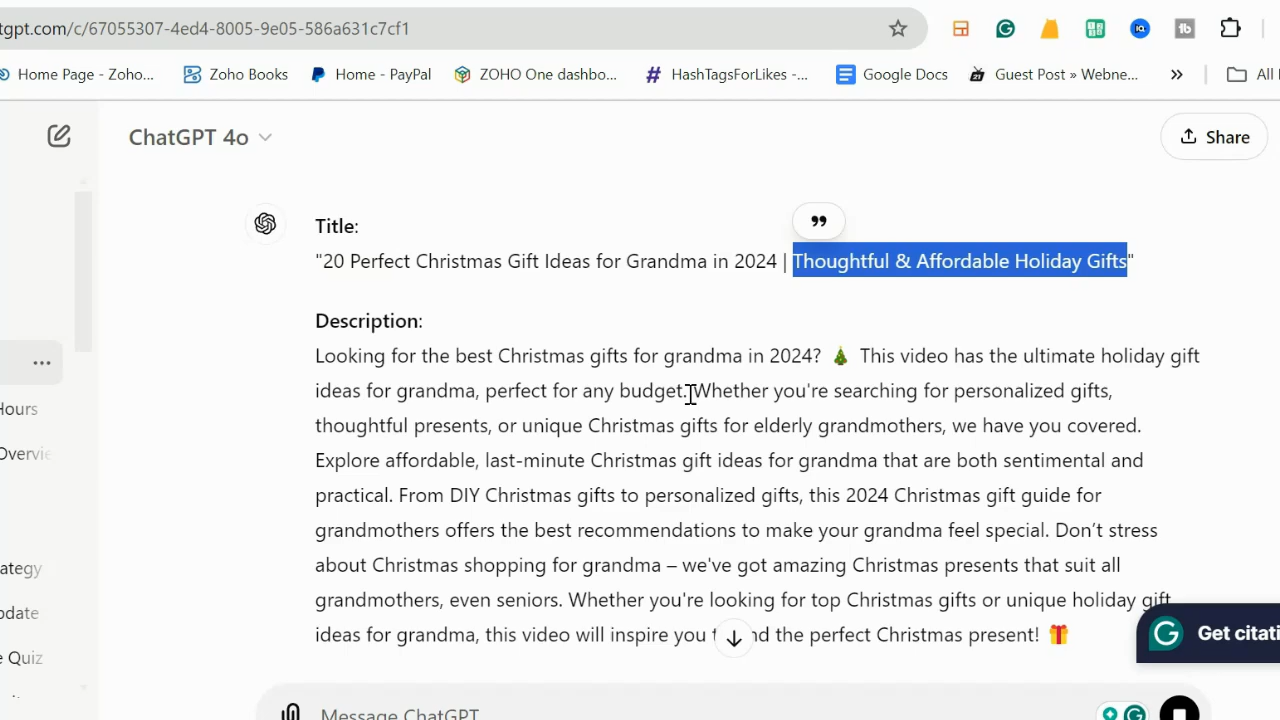 tgpt.com/c/67055307-4ed4-8005-9e05-586a631c7cf1
Home Page - Zoho...
Zoho Books
Home - PayPal
ZOHO One dashbo...
HashTagsForLikes -...
Google Docs
Guest Post » Webne...
»
All
ChatGPT 4o
Share
Title:
"20 Perfect Christmas Gift Ideas for Grandma in 2024 | Thoughtful & Affordable Holiday Gifts"
Description:
Looking for the best Christmas gifts for grandma in 2024? 🎄 This video has the ultimate holiday gift
ideas for grandma, perfect for any budget. Whether you're searching for personalized gifts,
thoughtful presents, or unique Christmas gifts for elderly grandmothers, we have you covered.
Explore affordable, last-minute Christmas gift ideas for grandma that are both sentimental and
practical. From DIY Christmas gifts to personalized gifts, this 2024 Christmas gift guide for
grandmothers offers the best recommendations to make your grandma feel special. Don’t stress
about Christmas shopping for grandma – we've got amazing Christmas presents that suit all
grandmothers, even seniors. Whether you're looking for top Christmas gifts or unique holiday gift
ideas for grandma, this video will inspire you nd the perfect Christmas present! 🎁
Hours
Overvie
ategy
pdate
e Quiz
Get citati
Message ChatGPT